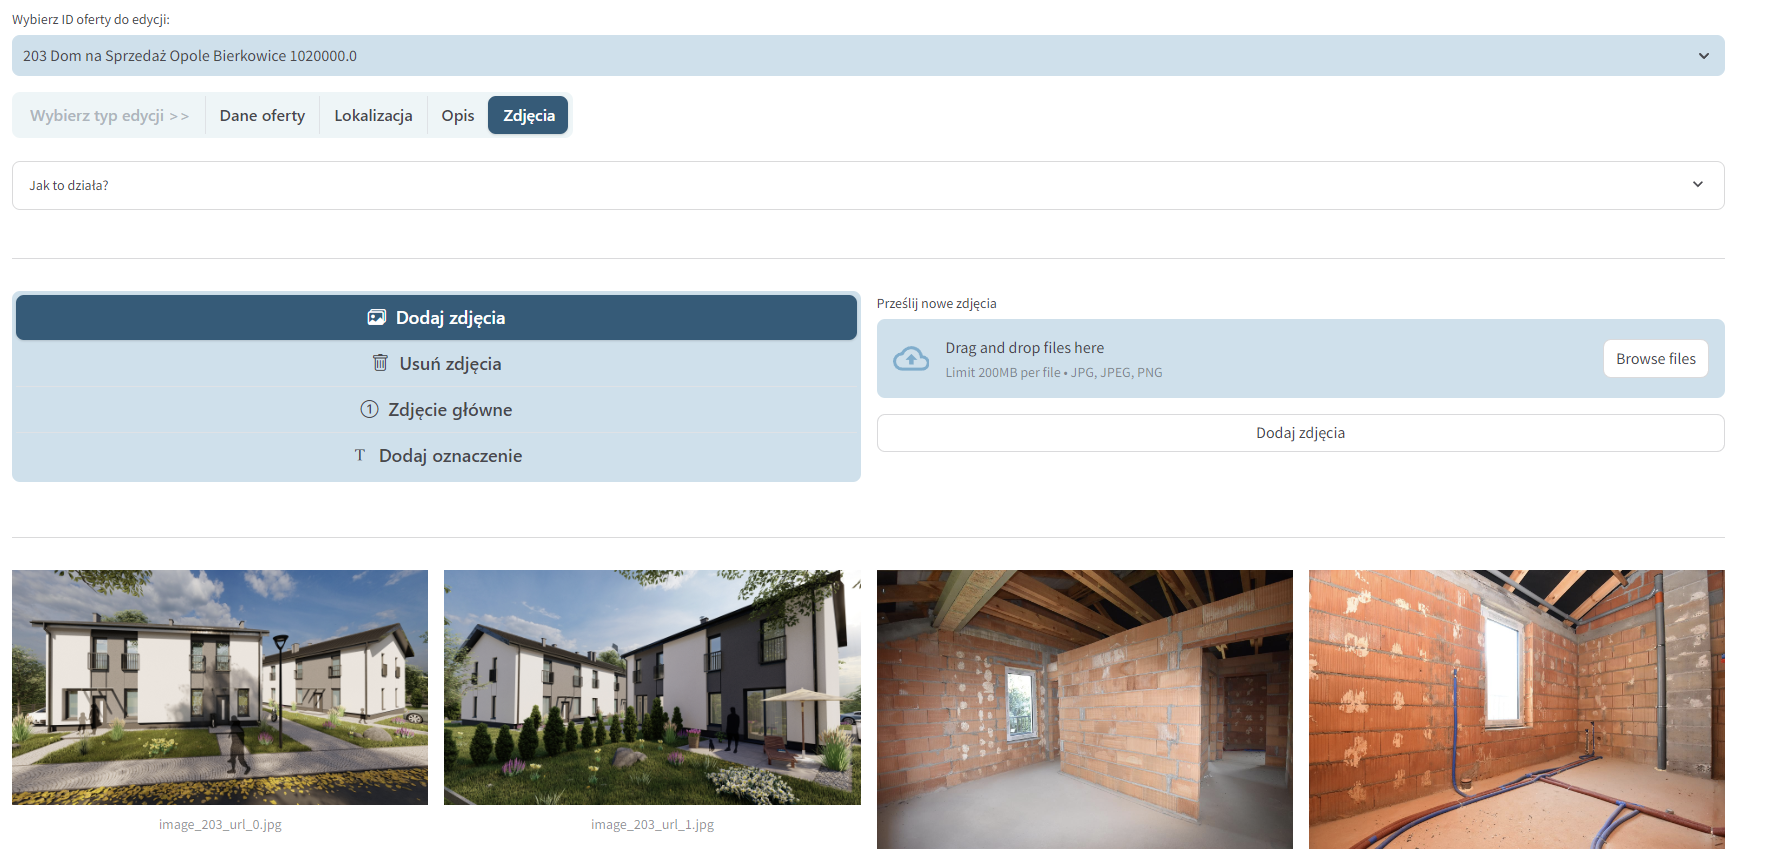 Wybierz ID oferty do edycji:
203 Dom na Sprzedaż Opole Bierkowice 1020000.0
Wybierz typ edycji >> Dane oferty Lokalizacja Opis Zdjęcia
Jak to działa?
Dodaj zdjęcia
Usuń zdjęcia
1 Zdjęcie główne
T Dodaj oznaczenie
Prześlij nowe zdjęcia
Drag and drop files here
Limit 200MB per file • JPG, JPEG, PNG
Browse files
Dodaj zdjęcia
image_203_url_0.jpg
image_203_url_1.jpg